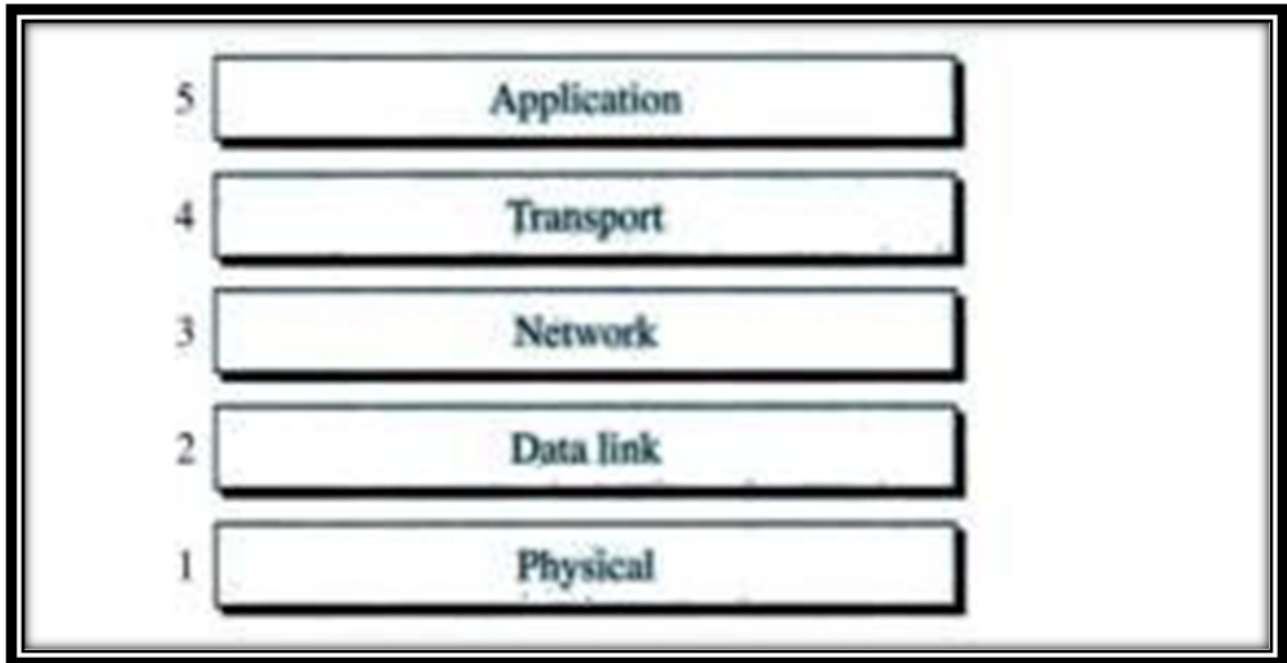 5 Application
4 Transport
3 Network
2 Data link
1 Physical